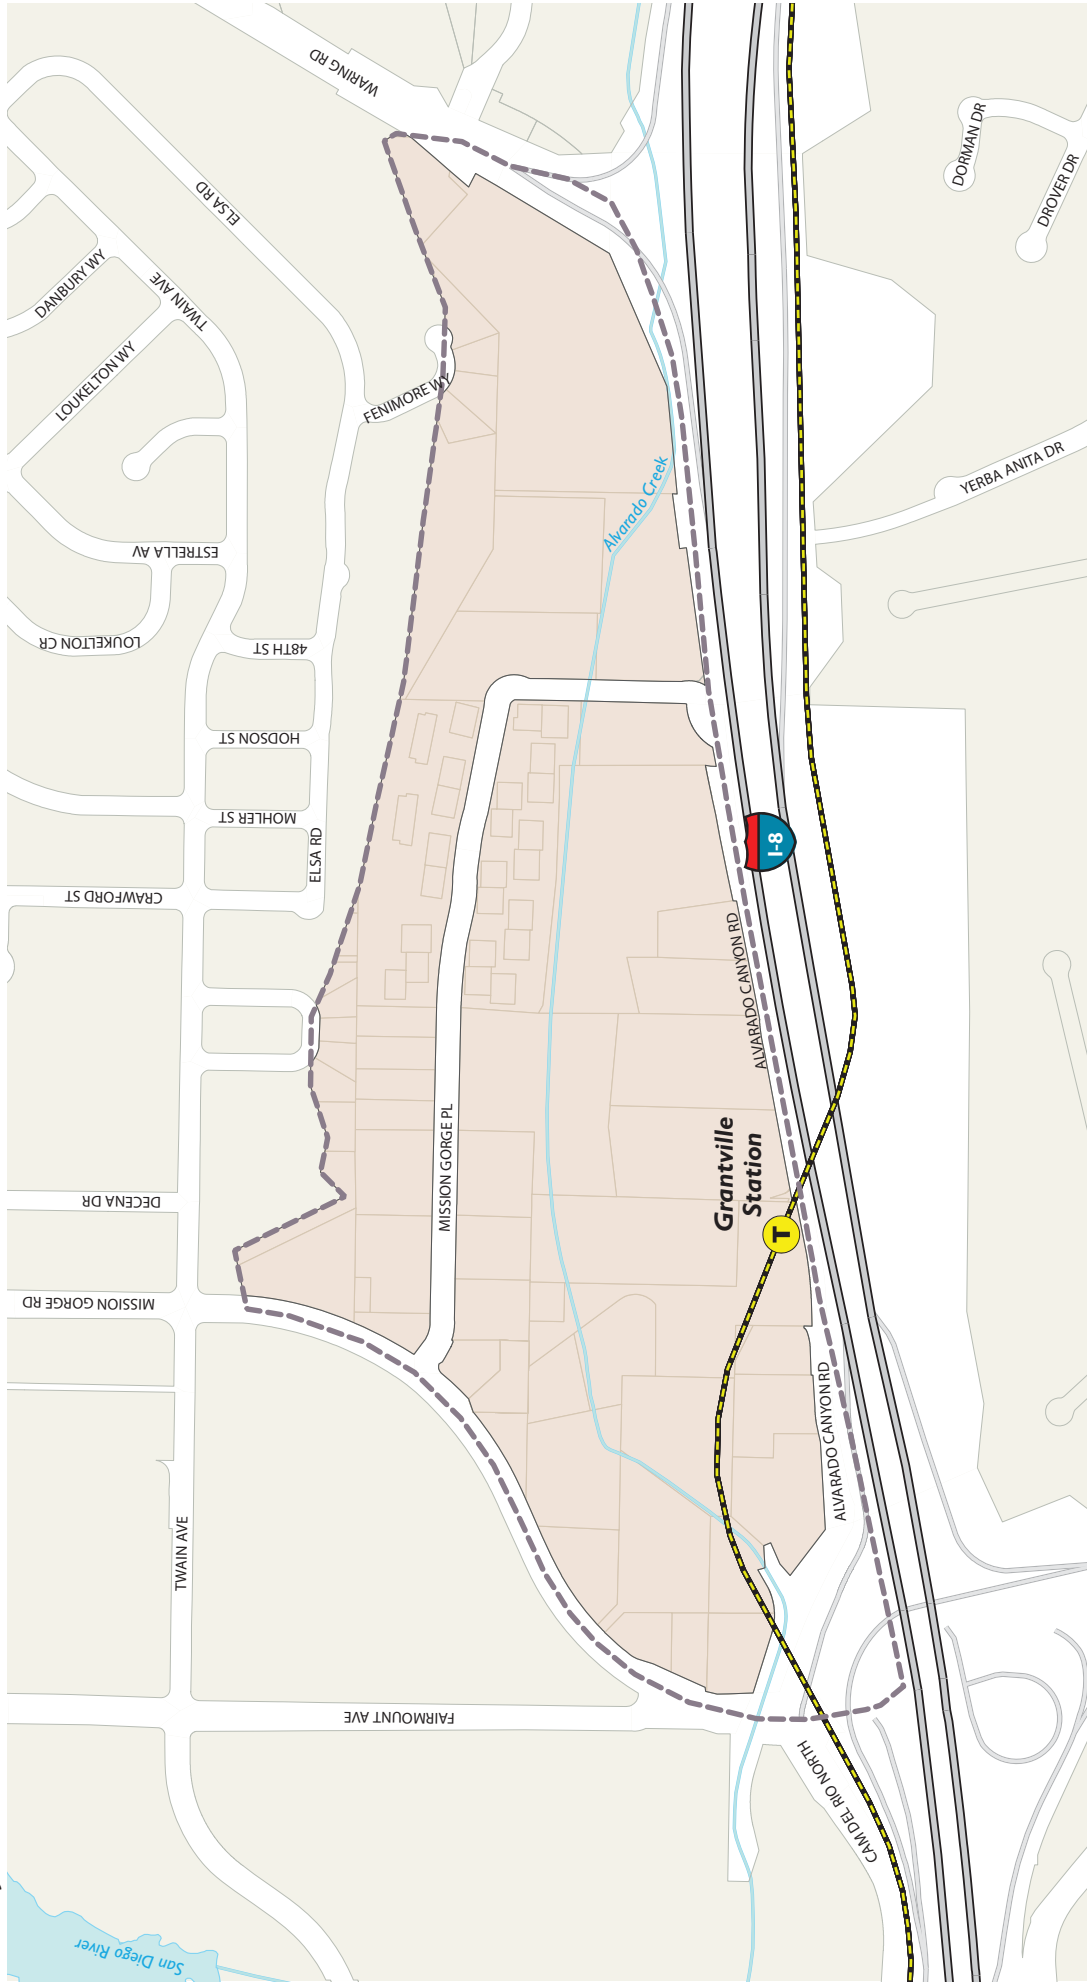 WARING RD
ELSA RD
DORMAN DR
DROVER DR
DANBURY WY
TWAIN AVE
LOUKELTON WY
FENIMORE WY
YERBA ANITA DR
Alvarado Creek
ESTRELLA AV
LOUKELTON CR
48TH ST
HODSON ST
MOHLER ST
ELSA RD
CRAWFORD ST
I-8
ALVARADO CANYON RD
MISSION GORGE PL
Grantville
Station
T
DECENA DR
MISSION GORGE RD
ALVARADO CANYON RD
TWAIN AVE
FAIRMOUNT AVE
CAM DEL RIO NORTH
San Diego River